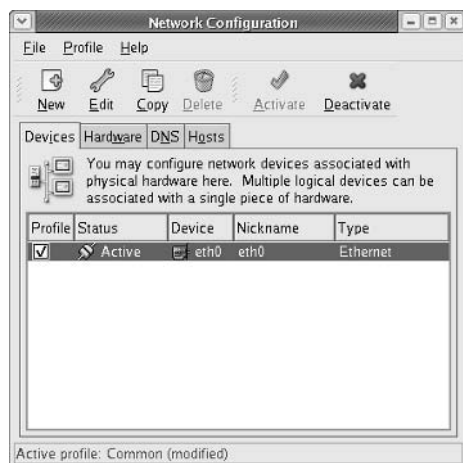 Network Configuration
File Profile Help
New Edit Copy Delete Activate Deactivate
Devices Hardware DNS Hosts
You may configure network devices associated with
physical hardware here. Multiple logical devices can be
associated with a single piece of hardware.
Profile Status Device Nickname Type
Active eth0 eth0 Ethernet
Active profile: Common (modified)